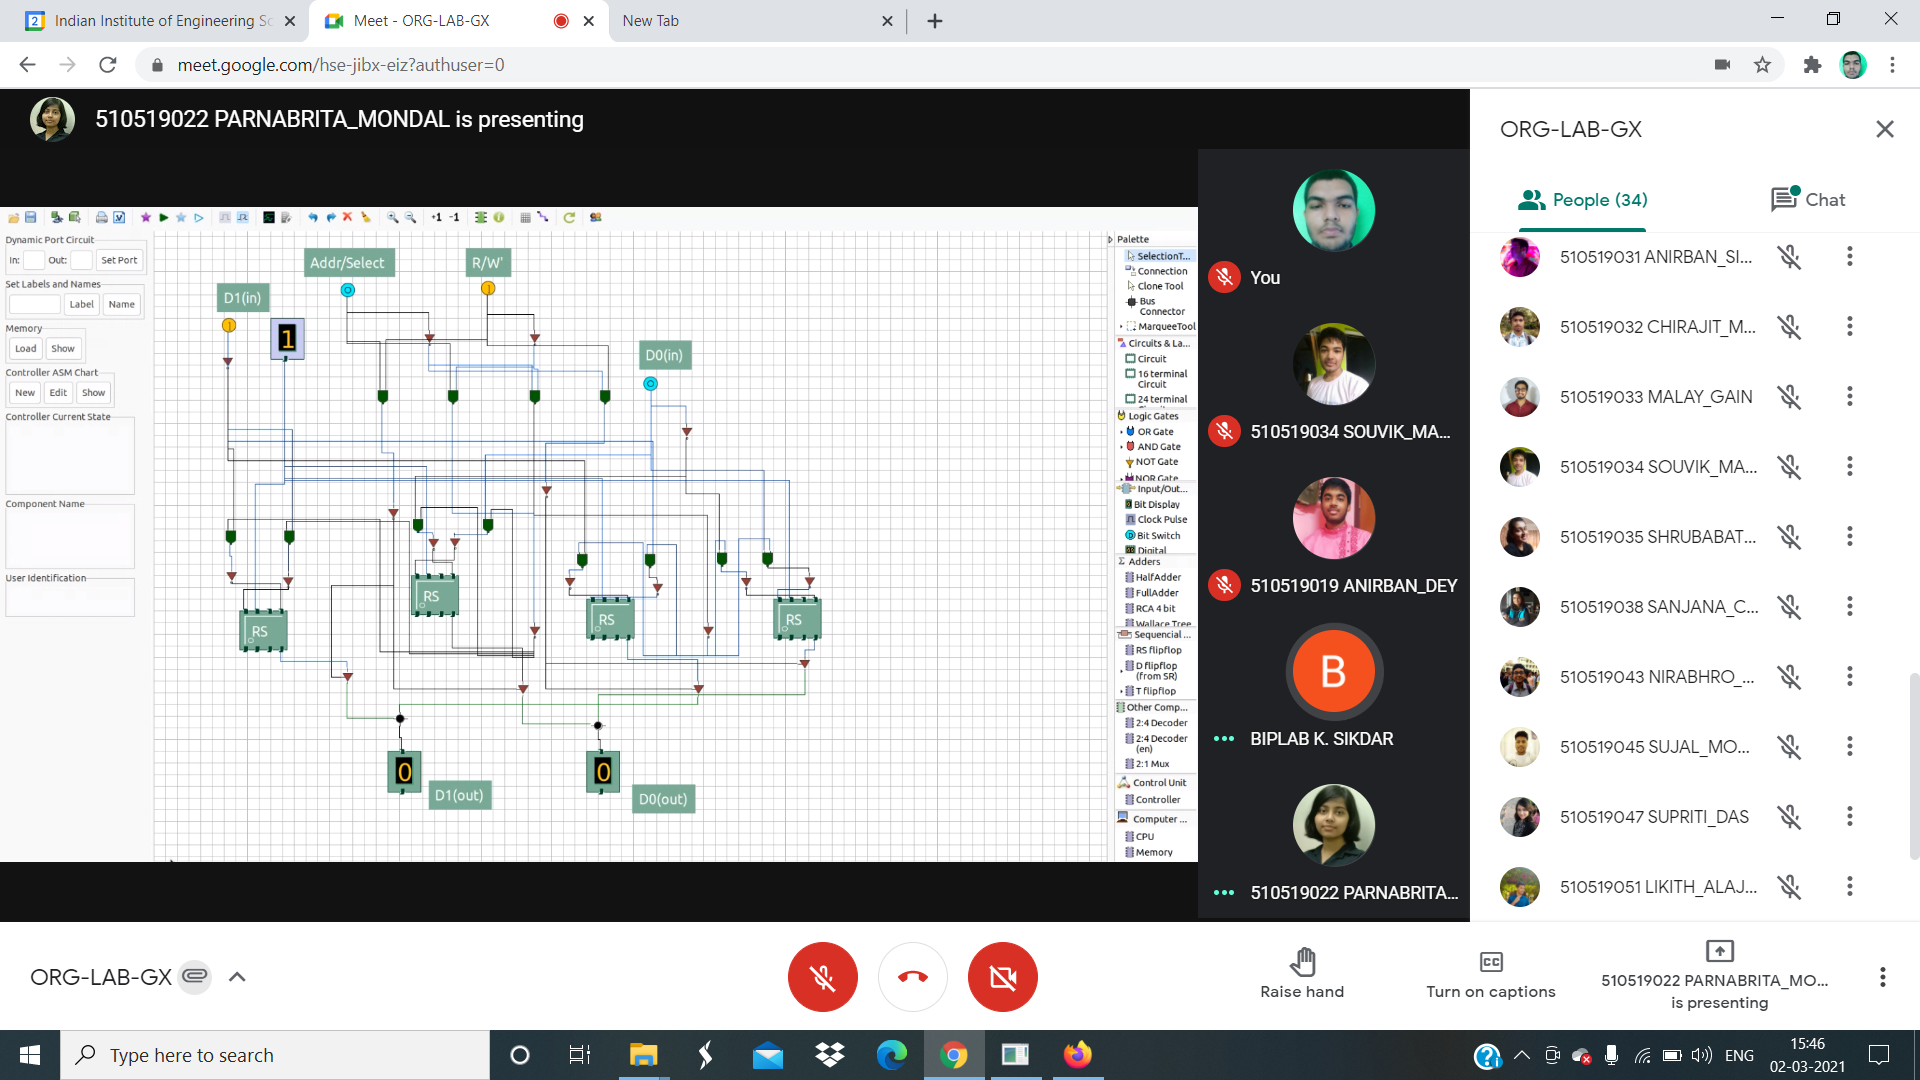 Indian Institute of Engineering Sc
Meet - ORG-LAB-GX
New Tab
meet.google.com/hse-jibx-eiz?authuser=0
510519022 PARNABRITA_MONDAL is presenting
Dynamic Port Circuit
In:
Out:
Set Port
Set Labels and Names
Label
Name
Memory
Load
Show
Controller ASM Chart
New
Edit
Show
Controller Current State
Component Name
User Identification
+1 -1
Addr/Select
R/W'
D1(in)
1
D0(in)
RS
RS
RS
RS
0
D1(out)
0
D0(out)
Palette
SelectionT...
Connection
Clone Tool
Bus
Connector
MarqueeTool
Circuits & La...
Circuit
16 terminal
Circuit
24 terminal
Logic Gates
OR Gate
AND Gate
NOT Gate
NOR Gate
Input/Out...
Bit Display
Clock Pulse
Bit Switch
Digital
Adders
HalfAdder
FullAdder
RCA 4 bit
Wallace Tree
Sequential ...
RS flipflop
D flipflop
(from SR)
T flipflop
Other Comp...
2:4 Decoder
2:4 Decoder
(en)
2:1 Mux
Control Unit
Controller
Computer ...
CPU
Memory
You
510519034 SOUVIK_MA...
510519019 ANIRBAN_DEY
B
BIPLAB K. SIKDAR
510519022 PARNABRITA...
ORG-LAB-GX
People (34)
Chat
510519031 ANIRBAN_SI...
510519032 CHIRAJIT_M...
510519033 MALAY_GAIN
510519034 SOUVIK_MA...
510519035 SHRUBABAT...
510519038 SANJANA_C...
510519043 NIRABHRO_...
510519045 SUJAL_MO...
510519047 SUPRITI_DAS
510519051 LIKITH_ALAJ...
ORG-LAB-GX
Raise hand
Turn on captions
510519022 PARNABRITA_MO...
is presenting
Type here to search
ENG
15:46
02-03-2021